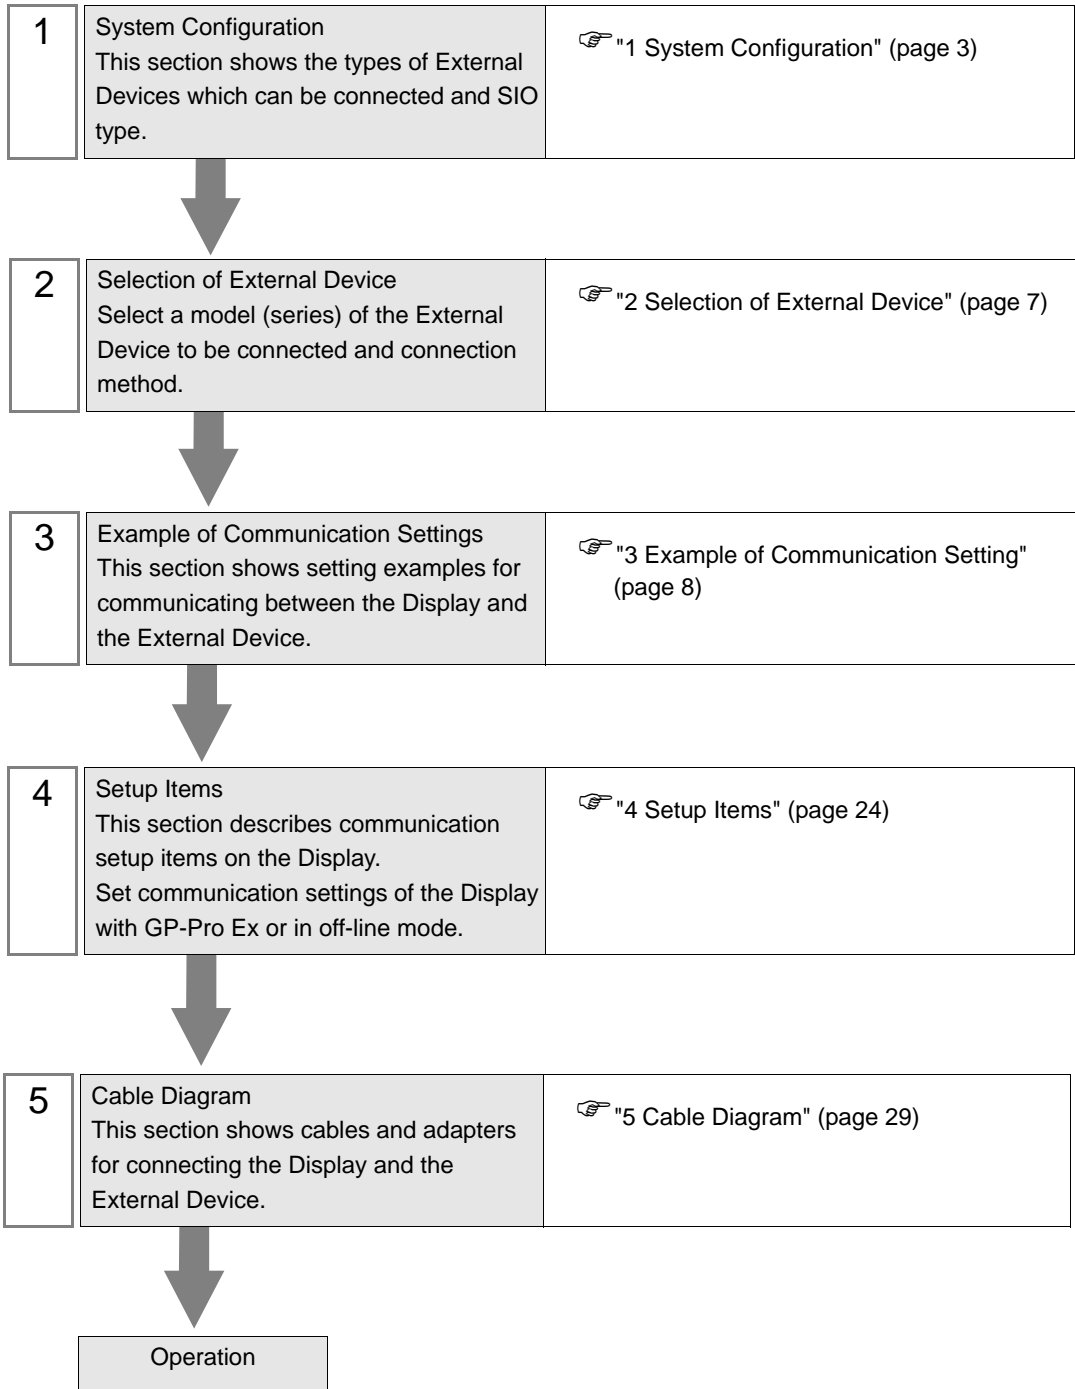 1
System Configuration
This section shows the types of External
Devices which can be connected and SIO
type.
"1 System Configuration" (page 3)
2
Selection of External Device
Select a model (series) of the External
Device to be connected and connection
method.
"2 Selection of External Device" (page 7)
3
Example of Communication Settings
This section shows setting examples for
communicating between the Display and
the External Device.
"3 Example of Communication Setting"
(page 8)
4
Setup Items
This section describes communication
setup items on the Display.
Set communication settings of the Display
with GP-Pro Ex or in off-line mode.
"4 Setup Items" (page 24)
5
Cable Diagram
This section shows cables and adapters
for connecting the Display and the
External Device.
"5 Cable Diagram" (page 29)
Operation